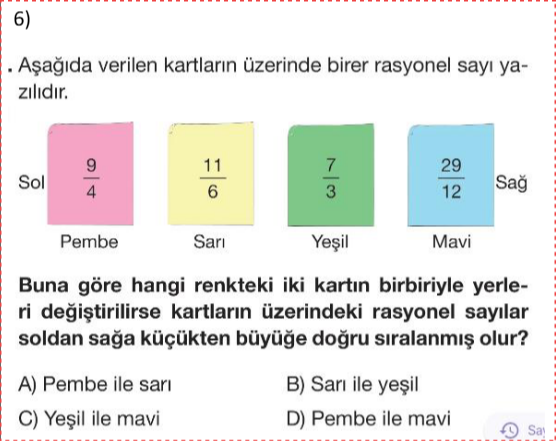 6)
. Aşağıda verilen kartların üzerinde birer rasyonel sayı ya-
zılıdır.
Sol 9/4 11/6 7/3 29/12 Sağ
Pembe Sarı Yeşil Mavi
Buna göre hangi renkteki iki kartın birbiriyle yerle-
ri değiştirilirse kartların üzerindeki rasyonel sayılar
soldan sağa küçükten büyüğe doğru sıralanmış olur?
A) Pembe ile sarı B) Sarı ile yeşil
C) Yeşil ile mavi D) Pembe ile mavi